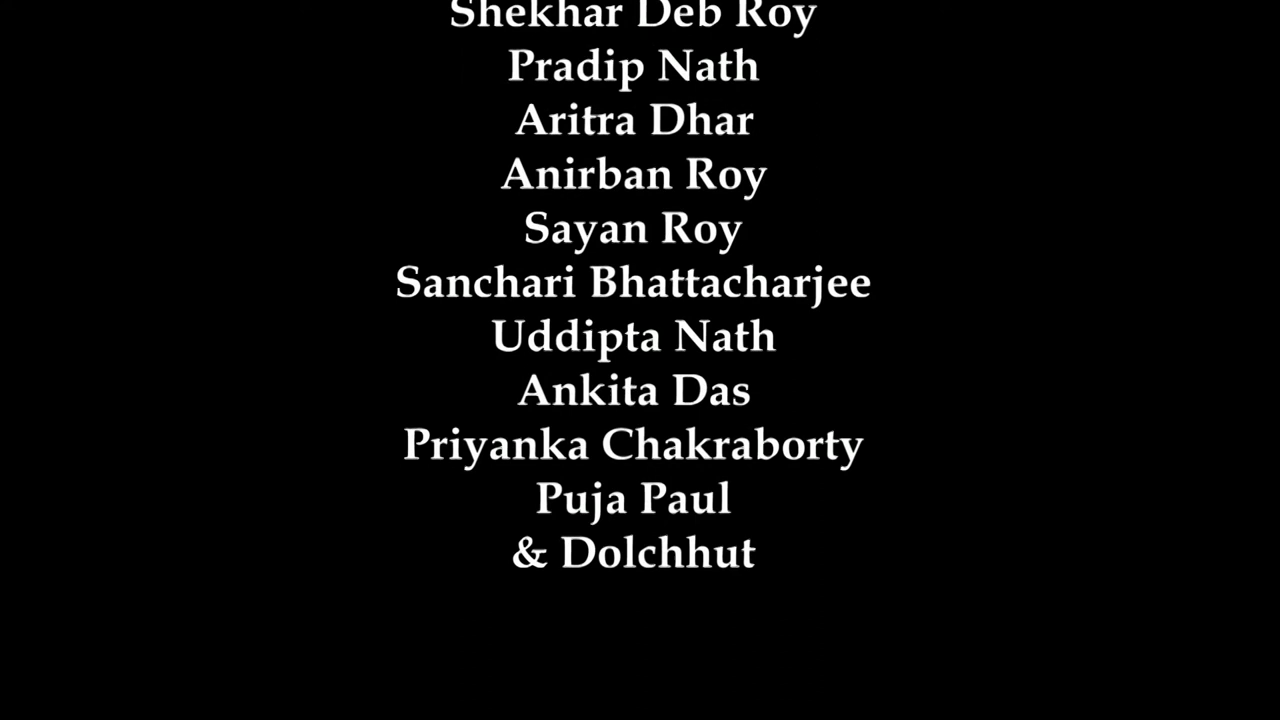 Shekhar Deb Roy
Pradip Nath
Aritra Dhar
Anirban Roy
Sayan Roy
Sanchari Bhattacharjee
Uddipta Nath
Ankita Das
Priyanka Chakraborty
Puja Paul
& Dolchhut